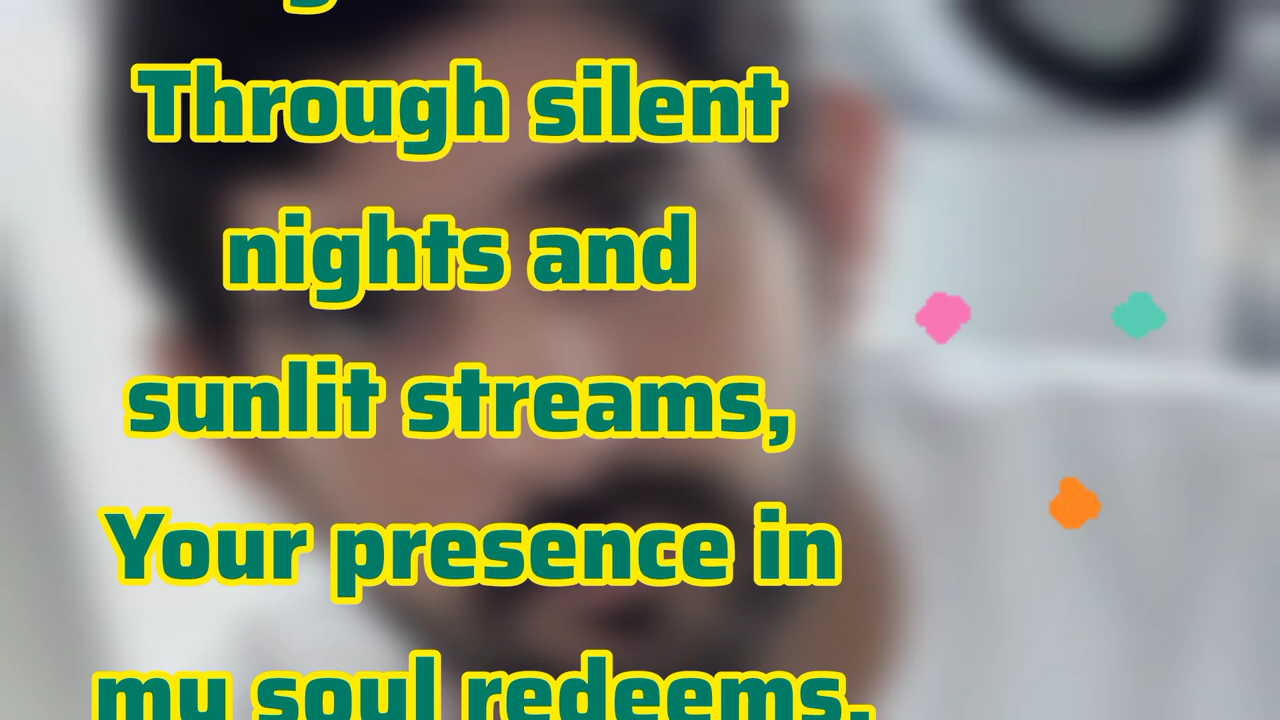 Through silent
nights and
sunlit streams,
Your presence in
my soul redeems.